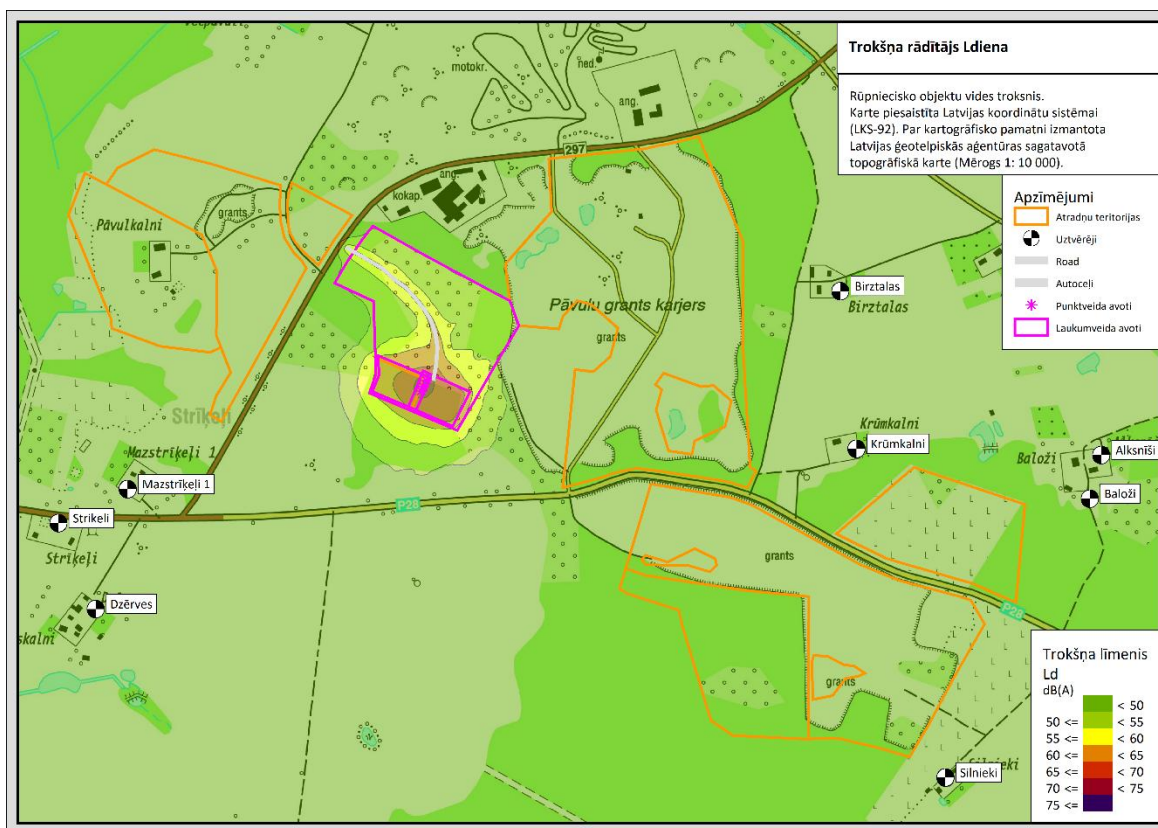 motokr.
ned.
ang.
Trokšņa rādītājs Ldiena
Rūpniecisko objektu vides troksnis.
Karte piesaistīta Latvijas koordinātu sistēmai
(LKS-92). Par kartogrāfisko pamatni izmantota
Latvijas ģeotelpiskās aģentūras sagatavotā
topogrāfiskā karte (Mērogs 1: 10 000).
297
ang.
kokap.
Apzīmējumi
Atradņu teritorijas
Uztvērēji
Road
Autoceļi
Punktveida avoti
Laukumveida avoti
grants
Pāvulkalni
Birztalas
Birztalas
Pāvulu grants karjers
grants
Strīķeļi
Mazstrīķeļi 1
Mazstrīķeļi 1
Krūmkalni
Krūmkalni
Baloži
Alksnīši
Baloži
P28
Strīkeļi
Strīķeļi
grants
Dzērves
skalni
P28
grants
Silnieki
Silnieki
Trokšņa līmenis
Ld
dB(A)
< 50
50 <= < 55
55 <= < 60
60 <= < 65
65 <= < 70
70 <= < 75
75 <=